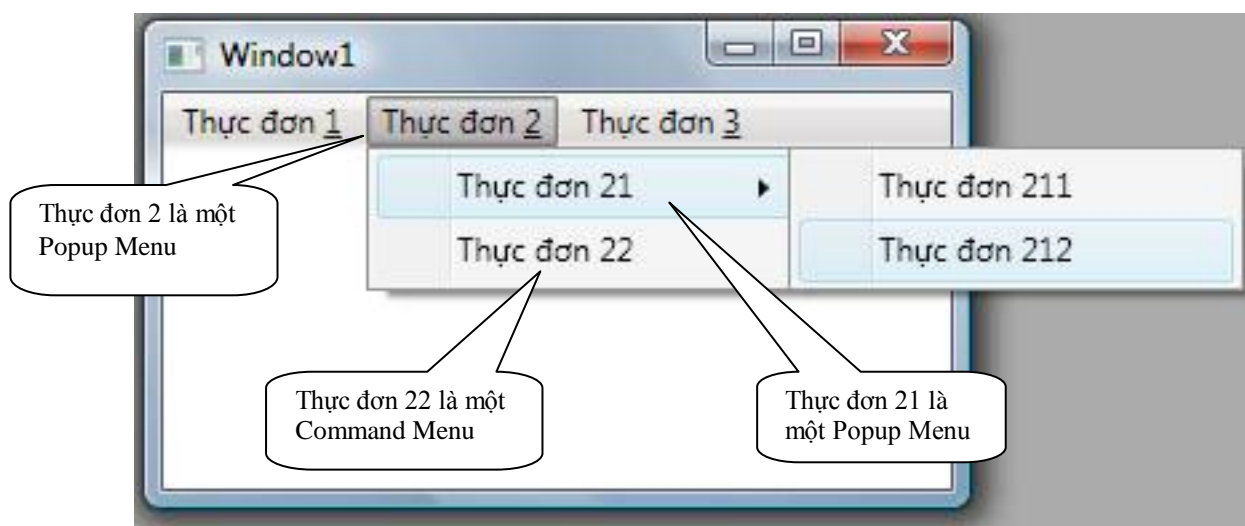 Window1
Thực đơn 1 Thực đơn 2 Thực đơn 3
Thực đơn 21 Thực đơn 211
Thực đơn 22 Thực đơn 212
Thực đơn 2 là một
Popup Menu
Thực đơn 22 là một
Command Menu
Thực đơn 21 là
một Popup Menu